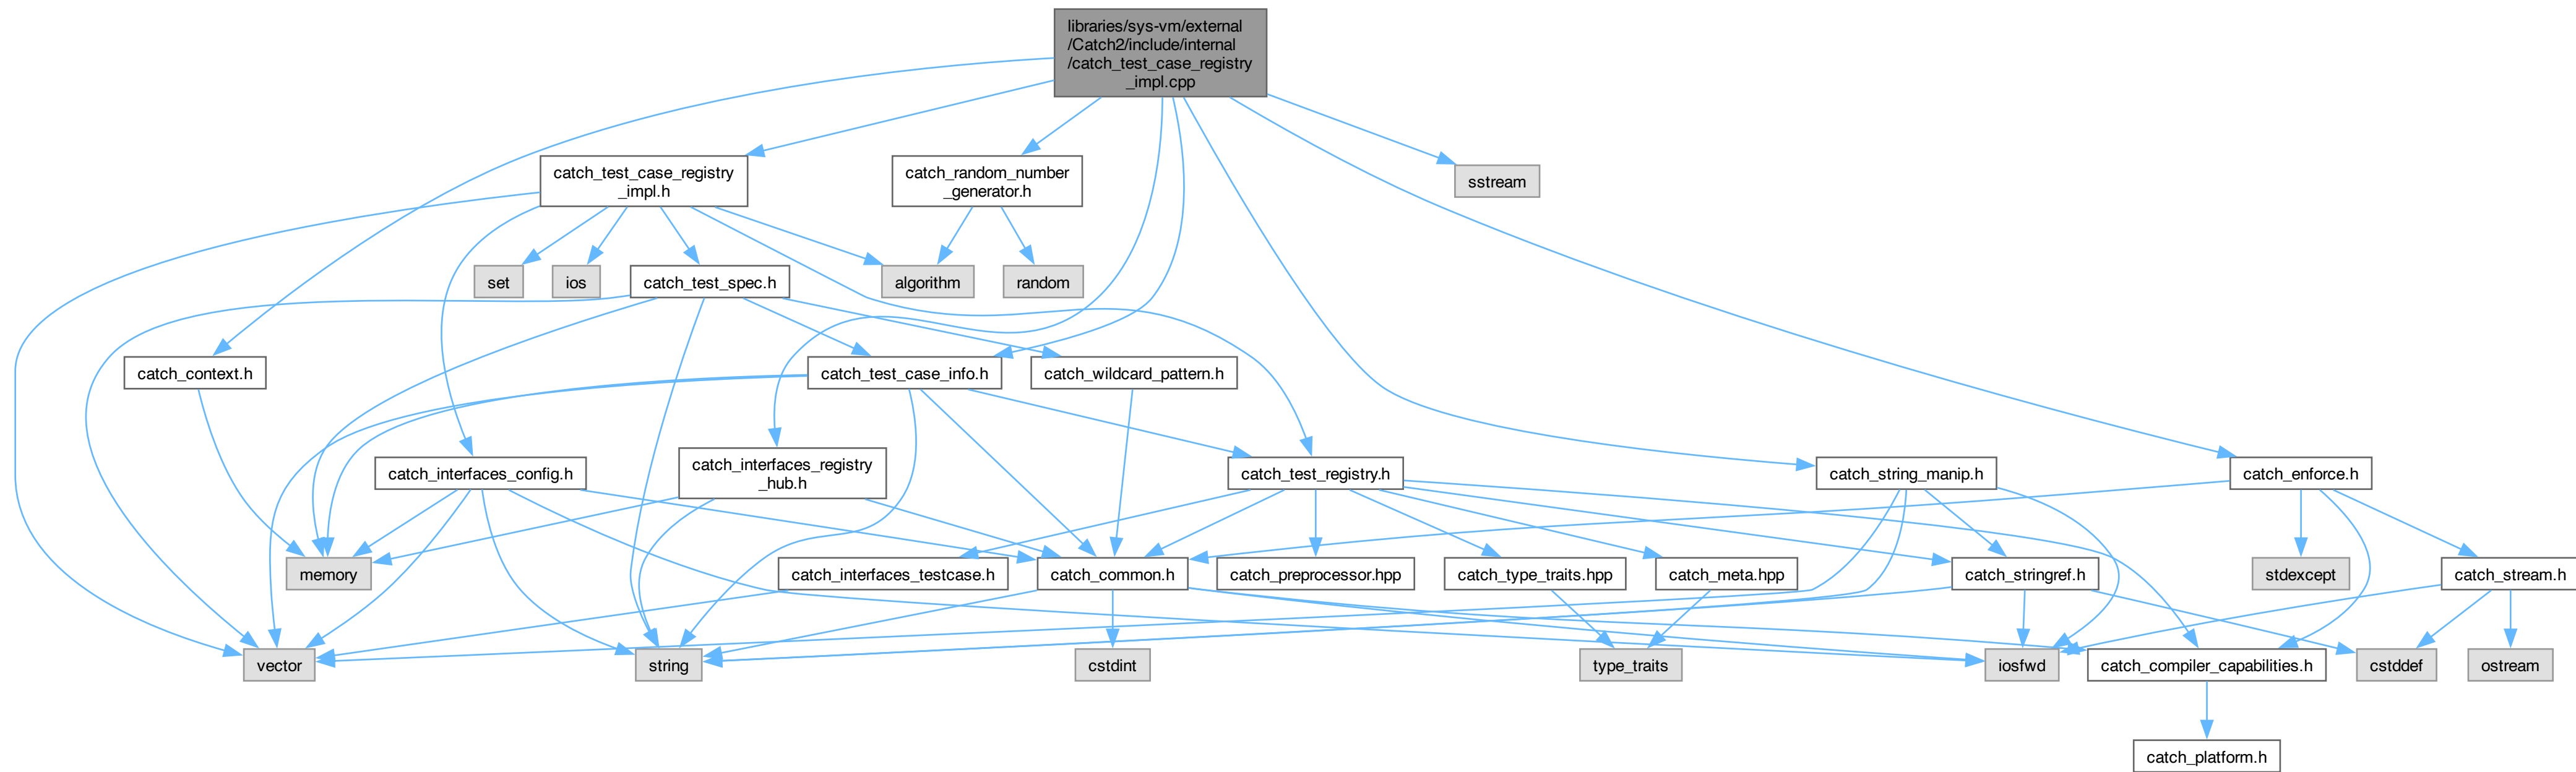 libraries/sys-vm/external
/Catch2/include/internal
/catch_test_case_registry
_impl.cpp
catch_test_case_registry
_impl.h
catch_random_number
_generator.h
sstream
set
ios
catch_test_spec.h
algorithm
random
catch_context.h
catch_test_case_info.h
catch_wildcard_pattern.h
catch_interfaces_config.h
catch_interfaces_registry
_hub.h
catch_test_registry.h
catch_string_manip.h
catch_enforce.h
memory
catch_interfaces_testcase.h
catch_common.h
catch_preprocessor.hpp
catch_type_traits.hpp
catch_meta.hpp
catch_stringref.h
stdexcept
catch_stream.h
vector
string
cstdint
type_traits
iosfwd
catch_compiler_capabilities.h
cstddef
ostream
catch_platform.h